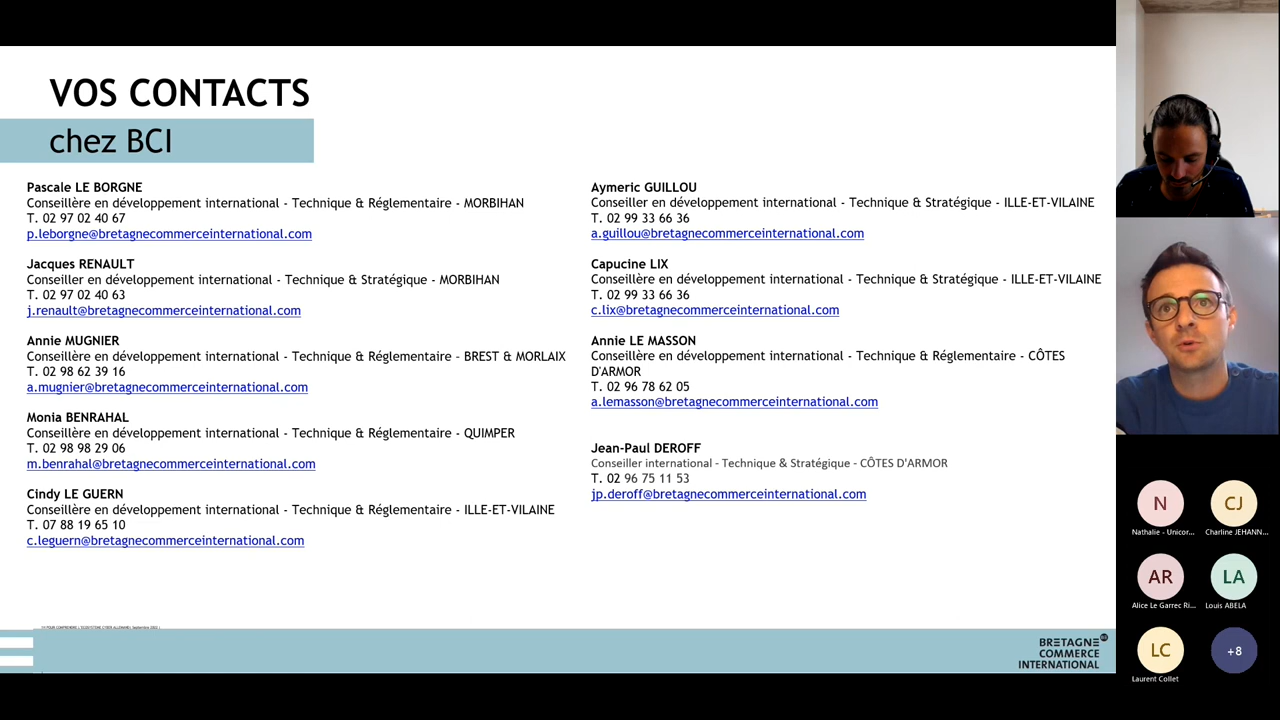 VOS CONTACTS
chez BCI
Pascale LE BORGNE
Conseillère en développement international - Technique & Réglementaire - MORBIHAN
T. 02 97 02 40 67
p.leborgne@bretagnecommerceinternational.com
Jacques RENAULT
Conseiller en développement international - Technique & Stratégique - MORBIHAN
T. 02 97 02 40 63
j.renault@bretagnecommerceinternational.com
Annie MUGNIER
Conseillère en développement international - Technique & Réglementaire - BREST & MORLAIX
T. 02 98 62 39 16
a.mugnier@bretagnecommerceinternational.com
Monia BENRAHAL
Conseillère en développement international - Technique & Réglementaire - QUIMPER
T. 02 98 98 29 06
m.benrahal@bretagnecommerceinternational.com
Cindy LE GUERN
Conseillère en développement international - Technique & Réglementaire - ILLE-ET-VILAINE
T. 07 88 19 65 10
c.leguern@bretagnecommerceinternational.com
Aymeric GUILLOU
Conseiller en développement international - Technique & Stratégique - ILLE-ET-VILAINE
T. 02 99 33 66 36
a.guillou@bretagnecommerceinternational.com
Capucine LIX
Conseillère en développement international - Technique & Stratégique - ILLE-ET-VILAINE
T. 02 99 33 66 36
c.lix@bretagnecommerceinternational.com
Annie LE MASSON
Conseillère en développement international - Technique & Réglementaire - CÔTES
D'ARMOR
T. 02 96 78 62 05
a.lemasson@bretagnecommerceinternational.com
Jean-Paul DEROFF
Conseiller international - Technique & Stratégique - CÔTES D'ARMOR
T. 02 96 75 11 53
jp.deroff@bretagnecommerceinternational.com
BRETAGNE
COMMERCE
INTERNATIONAL
N
Nathalie - Unicor...
CJ
Charline JEHANN...
AR
Alice Le Garrec Ri...
LA
Louis ABELA
LC
Laurent Collet
+8